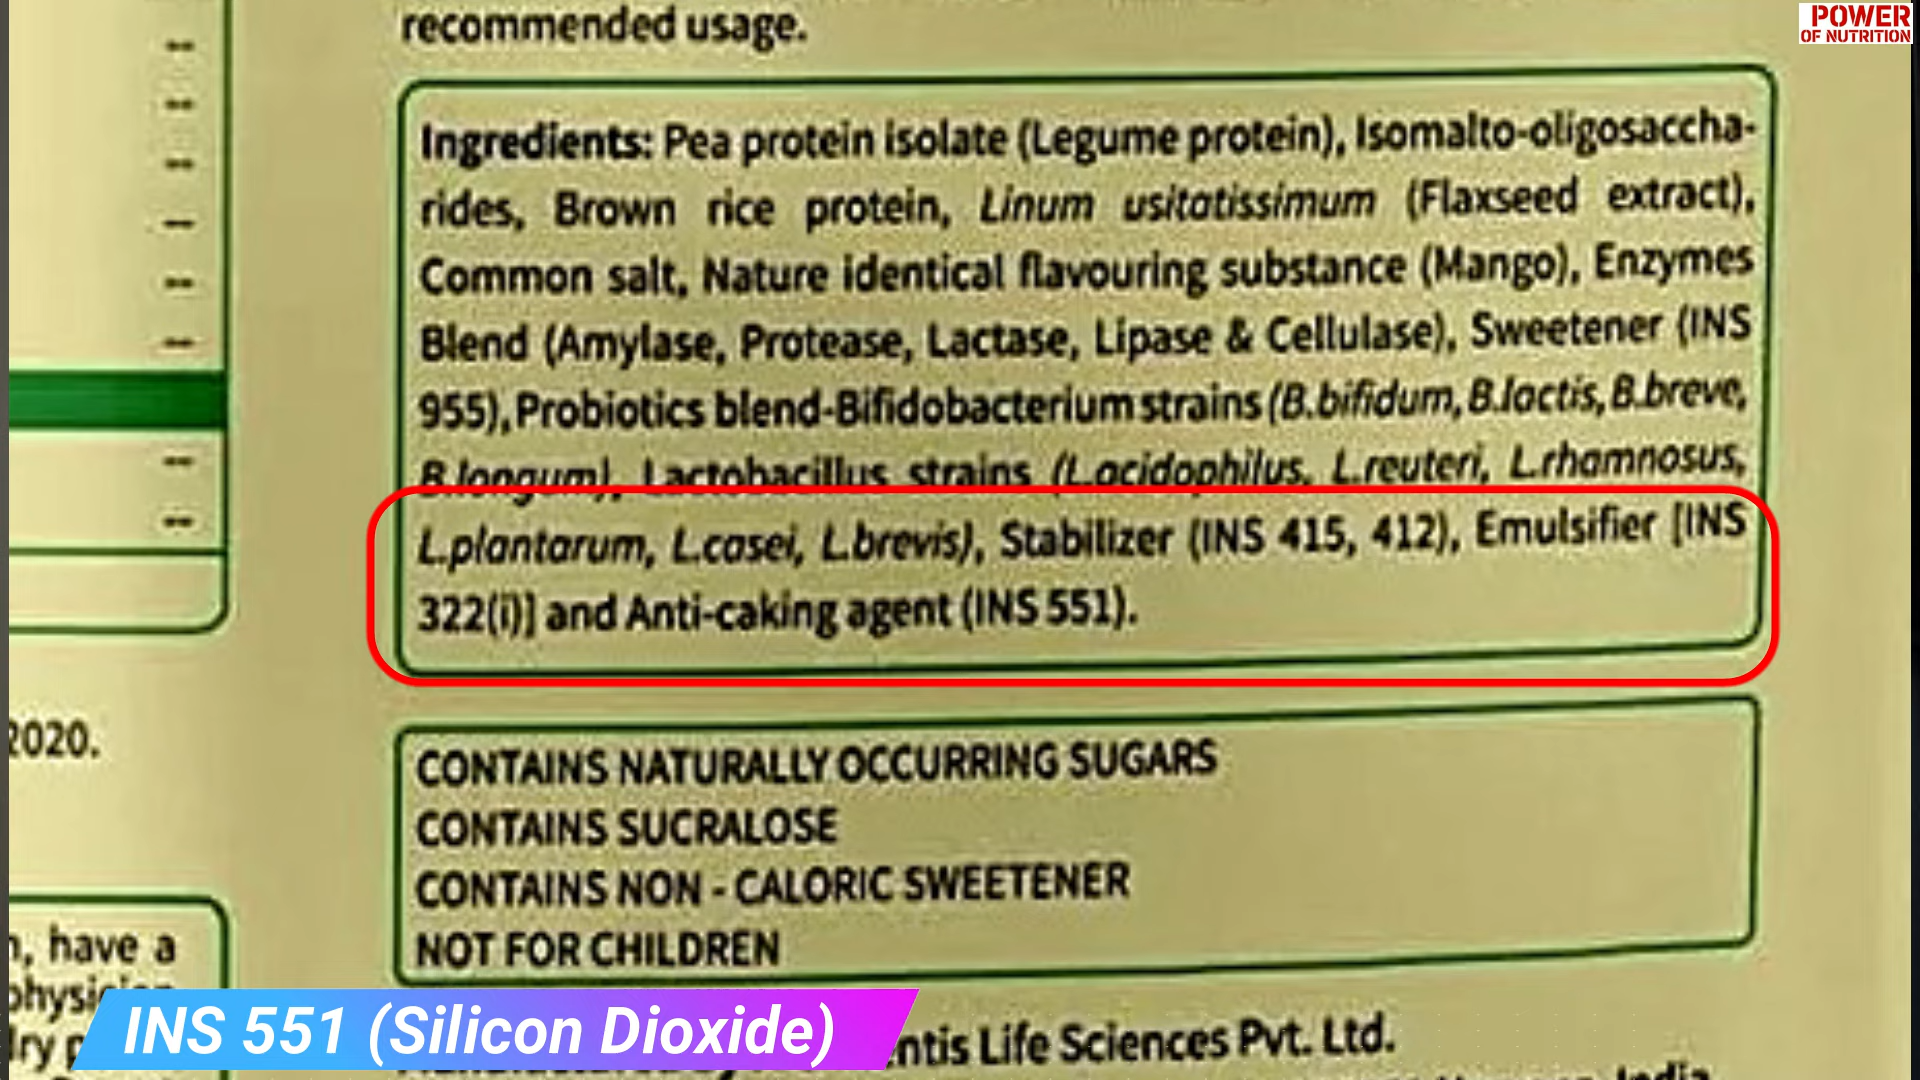 POWER
OF NUTRITION
recommended usage.
Ingredients: Pea protein isolate (Legume protein), Isomalto-oligosaccha-
rides, Brown rice protein, Linum usitatissimum (Flaxseed extract),
Common salt, Nature identical flavouring substance (Mango), Enzymes
Blend (Amylase, Protease, Lactase, Lipase & Cellulase), Sweetener (INS
955), Probiotics blend-Bifidobacterium strains (B.bifidum, B.lactis, B.breve,
B.longum), Lactobacillus strains (L.acidophilus, L.reuteri, L.rhamnosus,
L.plantarum, L.casei, L.brevis), Stabilizer (INS 415, 412), Emulsifier [INS
322(i)] and Anti-caking agent (INS 551).
CONTAINS NATURALLY OCCURRING SUGARS
CONTAINS SUCRALOSE
CONTAINS NON - CALORIC SWEETENER
NOT FOR CHILDREN
Life Sciences Pvt. Ltd.
India
2020.
have a
INS 551 (Silicon Dioxide)